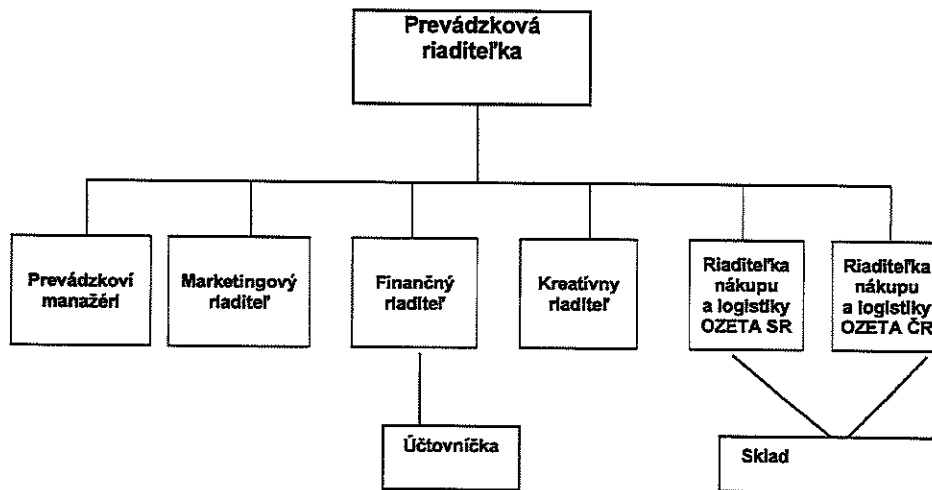 Prevádzková
riaditeľka
Prevádzkoví
manažéri
Marketingový
riaditeľ
Finančný
riaditeľ
Kreatívny
riaditeľ
Riaditeľka
nákupu
a logistiky
OZETA SR
Riaditeľka
nákupu
a logistiky
OZETA ČR
Účtovníčka
Sklad